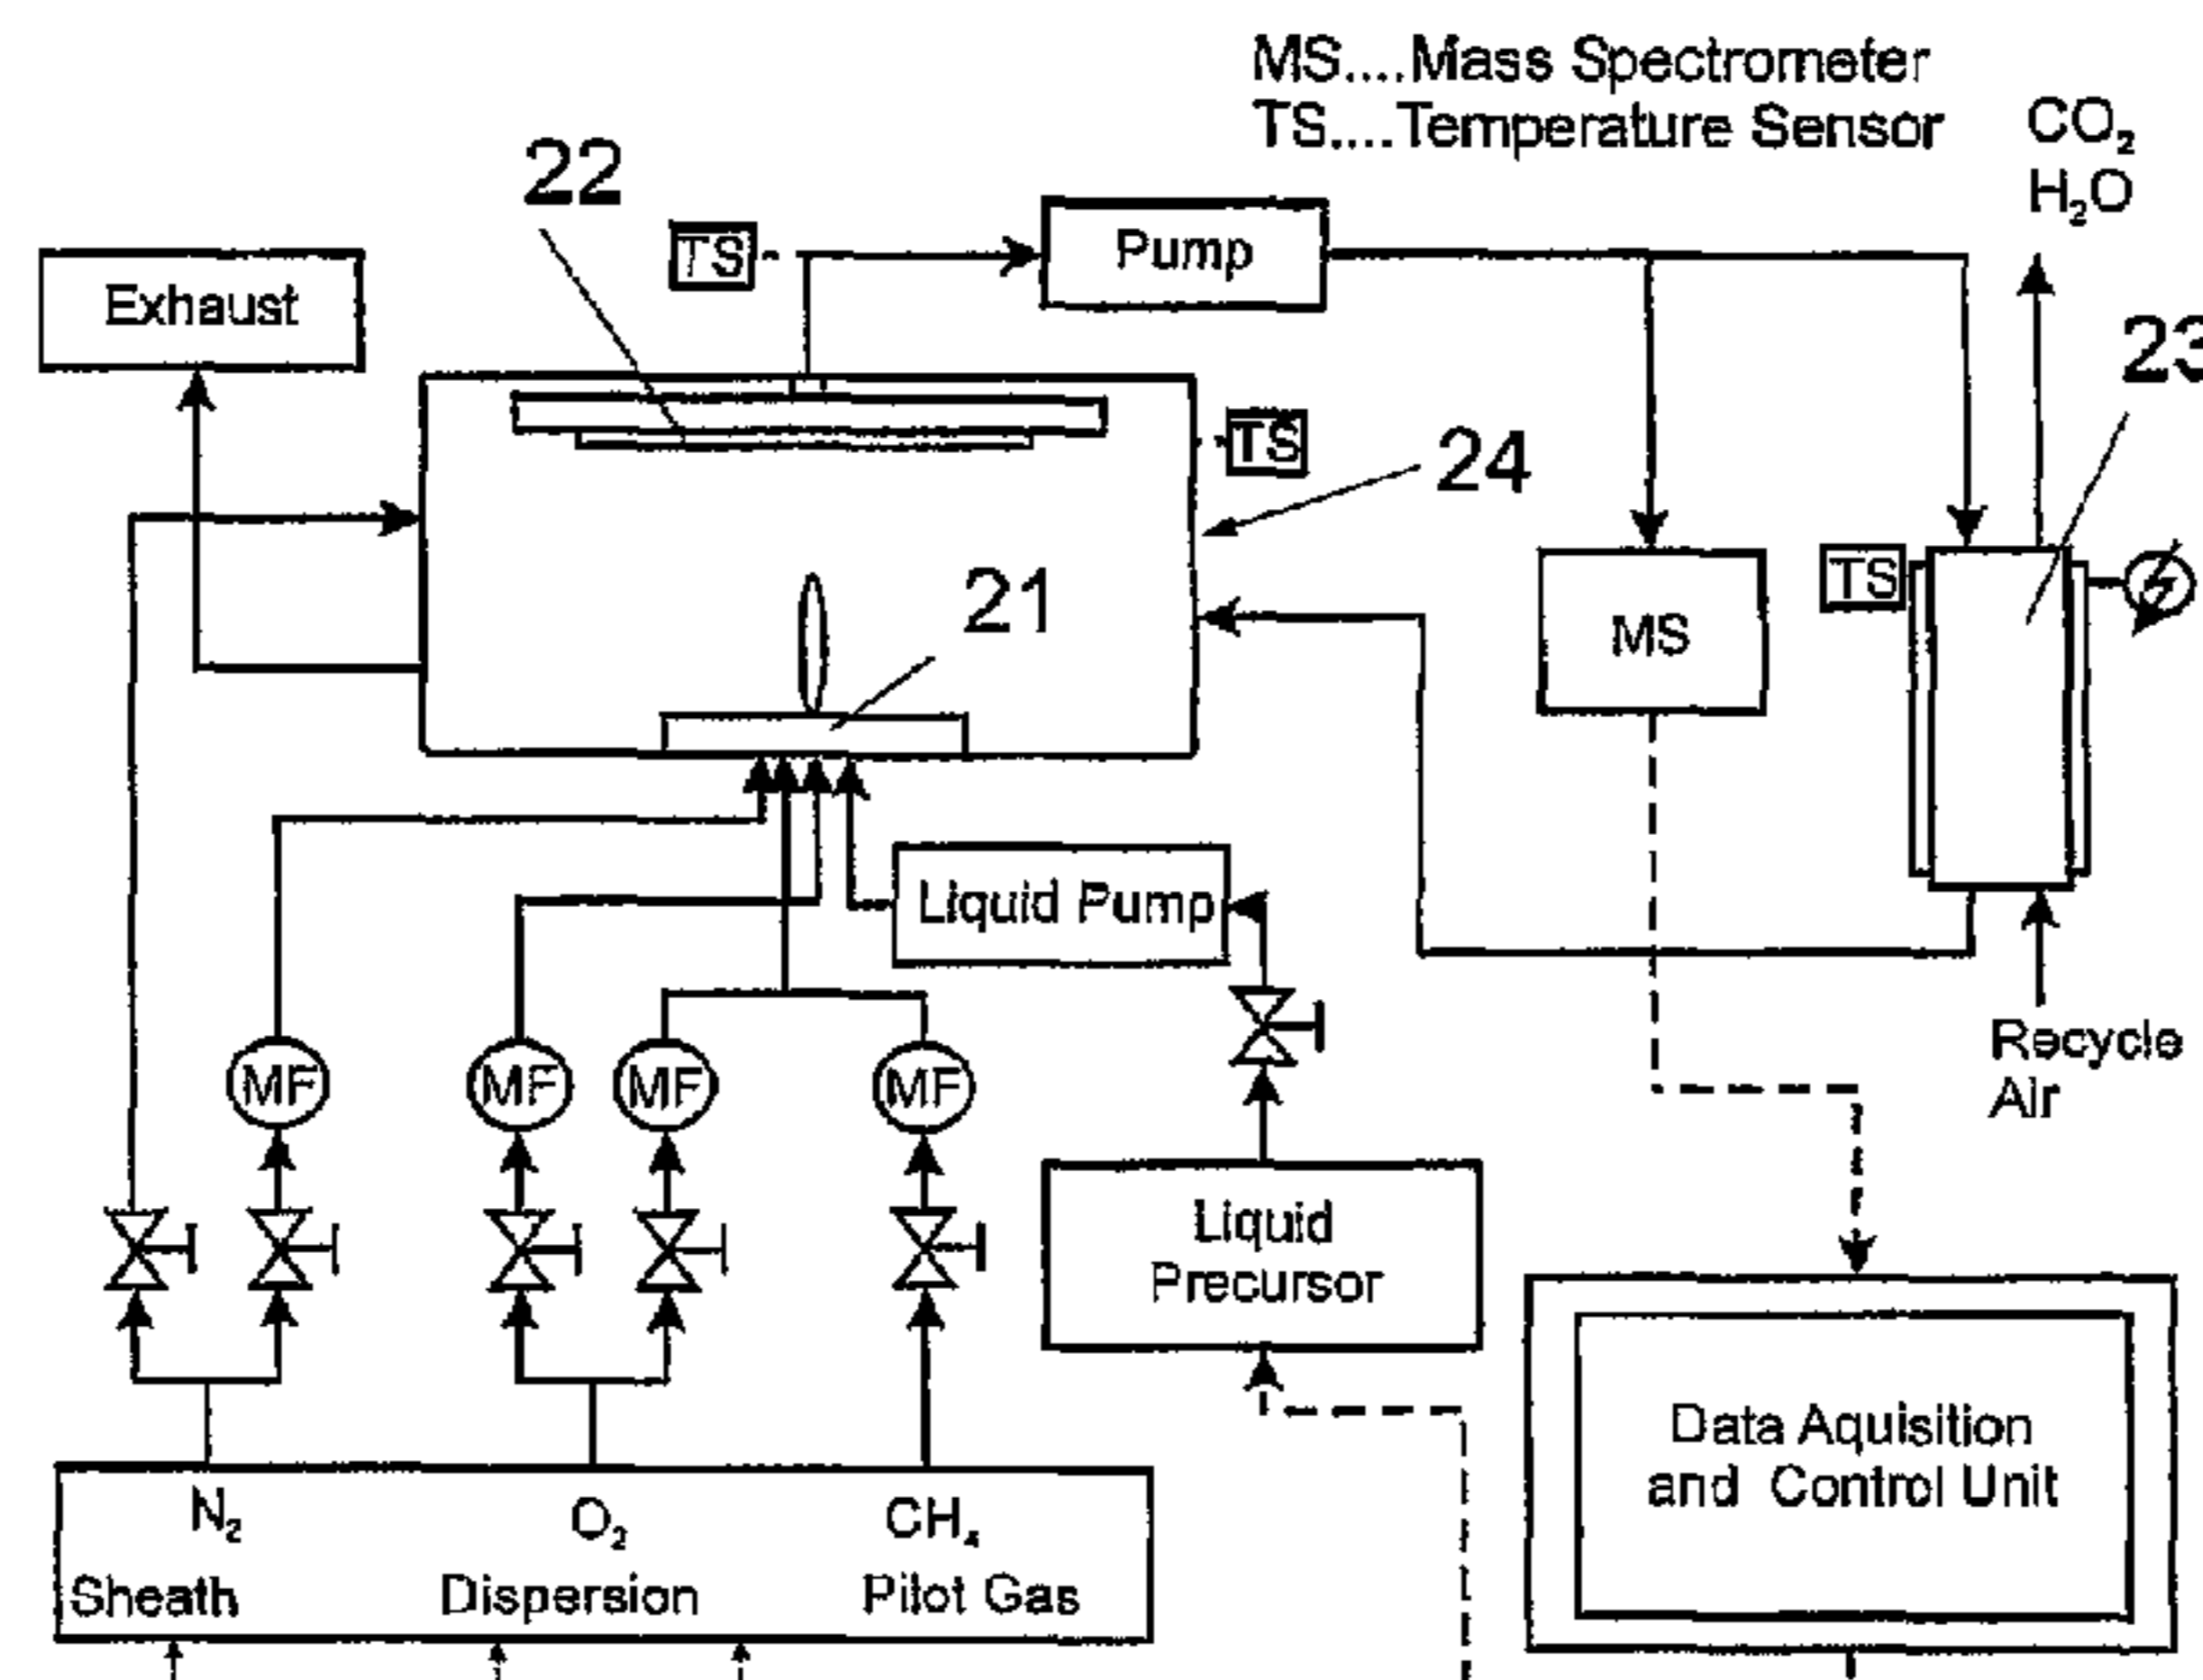 MS....Mass Spectrometer
TS....Temperature Sensor
CO₂
H₂O
22
TS
Pump
23
Exhaust
TS
24
21
TS
MS
Liquid Pump
Recycle
Air
MF
MF
MF
MF
Liquid
Precursor
Data Aquisition
and Control Unit
N₂
O₂
CH₄
Sheath
Dispersion
Pilot Gas